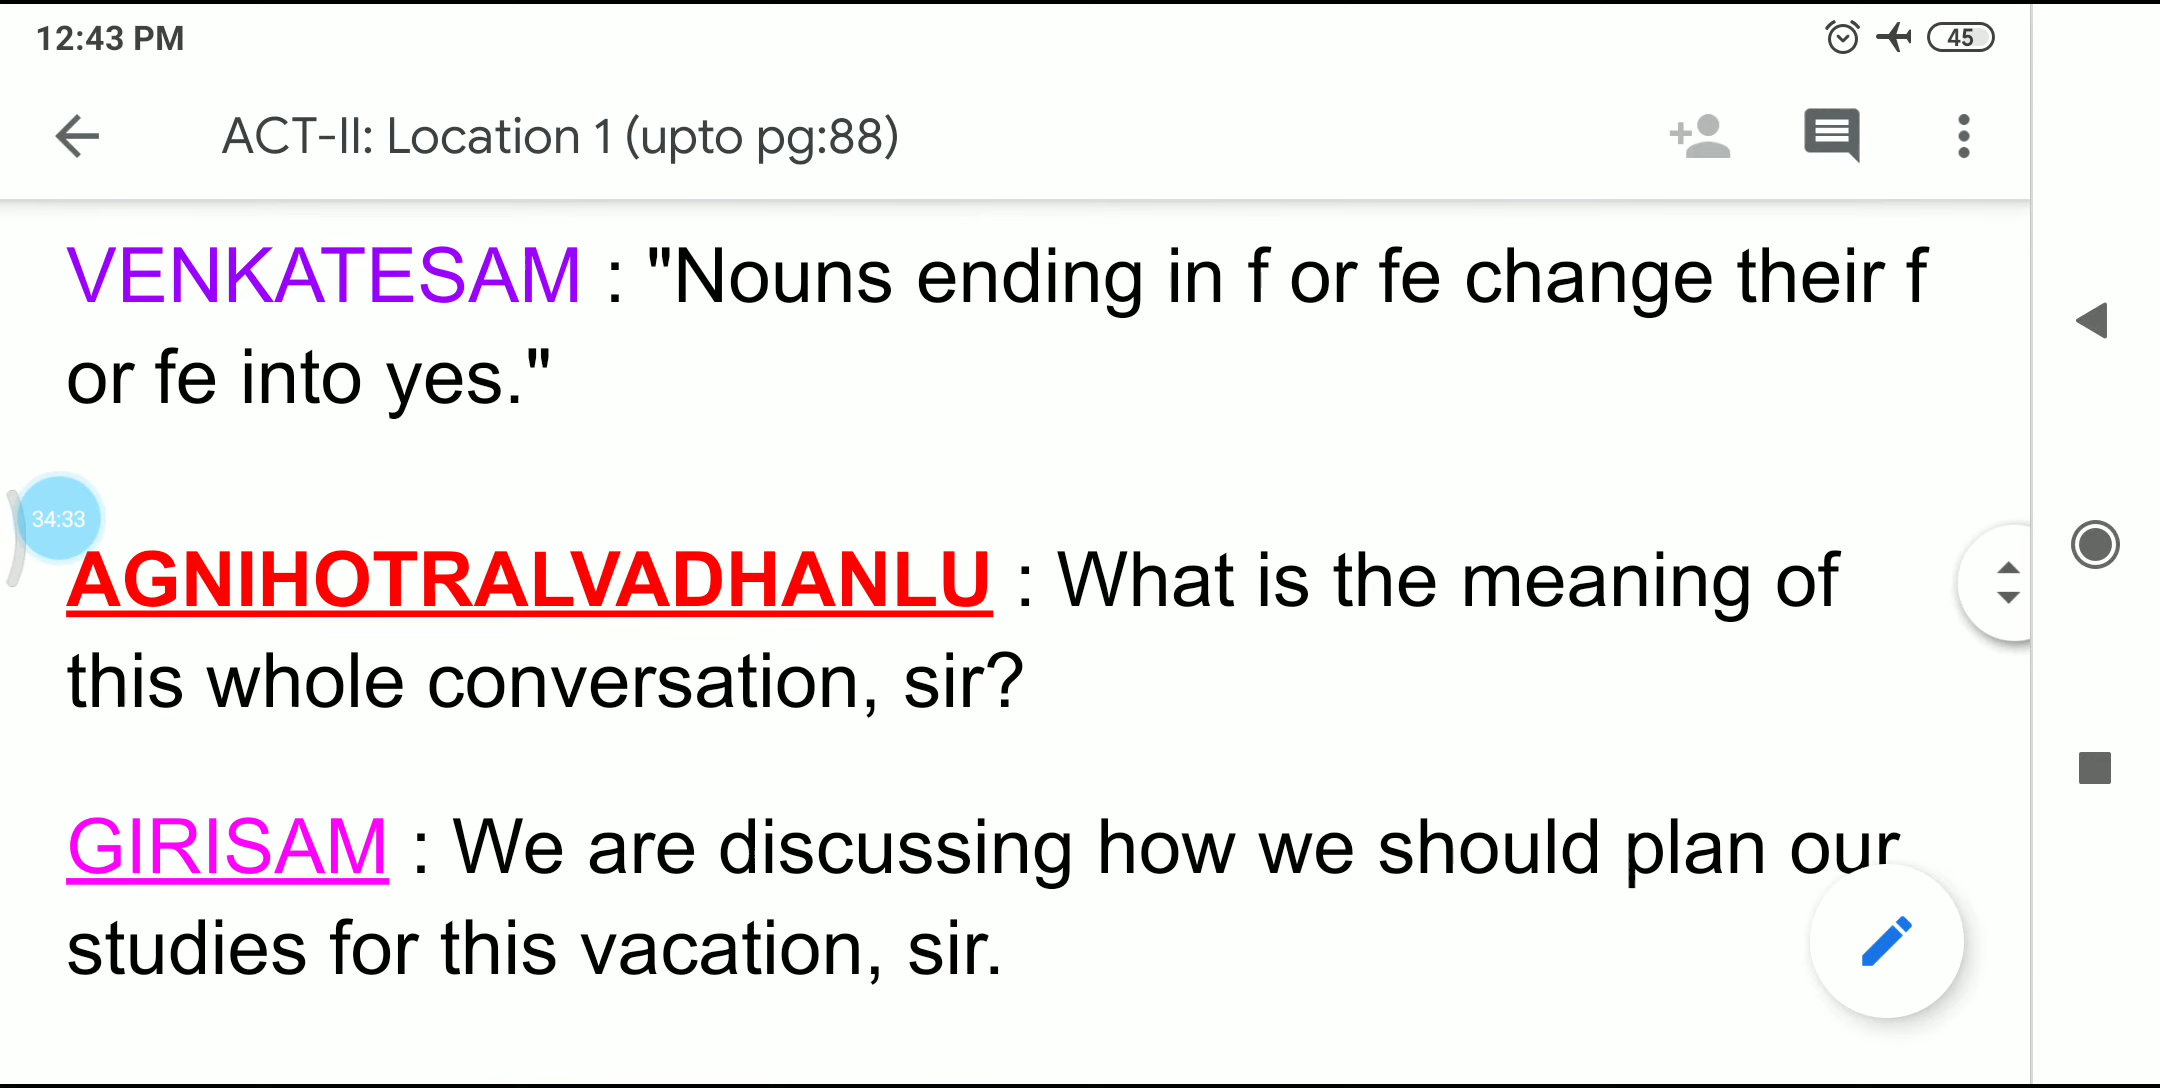 12:43 PM
45
ACT-II: Location 1 (upto pg:88)
VENKATESAM : "Nouns ending in f or fe change their f
or fe into yes."
34:33
AGNIHOTRALVADHANLU : What is the meaning of
this whole conversation, sir?
GIRISAM : We are discussing how we should plan our
studies for this vacation, sir.